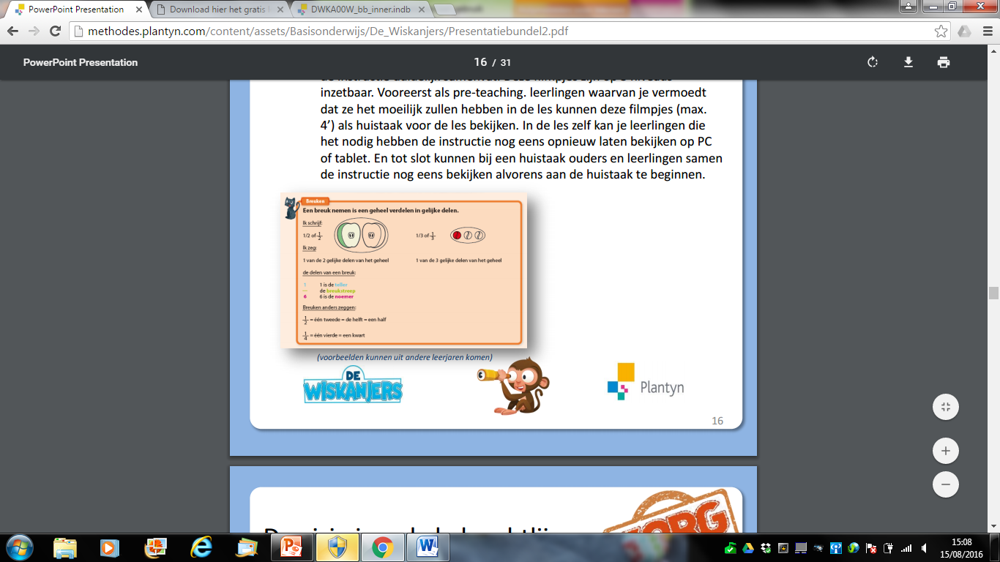 PowerPoint Presentation
Download hier het gratis
DWKA00W_bb_inner.indb
methodes.plantyn.com/content/assets/Basisonderwijs/De_Wiskanjers/Presentatiebundel2.pdf
PowerPoint Presentation
16 / 31
inzetbaar. Vooreerst als pre-teaching. leerlingen waarvan je vermoedt
dat ze het moeilijk zullen hebben in de les kunnen deze filmpjes (max.
4’) als huistaak voor de les bekijken. In de les zelf kan je leerlingen die
het nodig hebben de instructie nog eens opnieuw laten bekijken op PC
of tablet. En tot slot kunnen bij een huistaak ouders en leerlingen samen
de instructie nog eens bekijken alvorens aan de huistaak te beginnen.
Breuken
Een breuk nemen is een geheel verdelen in gelijke delen.
Ik schrijf:
1/2 of 1/2 1/3 of 1/3
Ik zeg:
1 van de 2 gelijke delen van het geheel 1 van de 3 gelijke delen van het geheel
de delen van een breuk:
1 1 is de teller
— de breukstreep
6 6 is de noemer
Breuken anders zeggen:
1/2 = één tweede = de helft = een half
1/4 = één vierde = een kwart
(voorbeelden kunnen uit andere leerjaren komen)
DE
WISKANJERS
Plantyn
16
15:08
15/08/2016